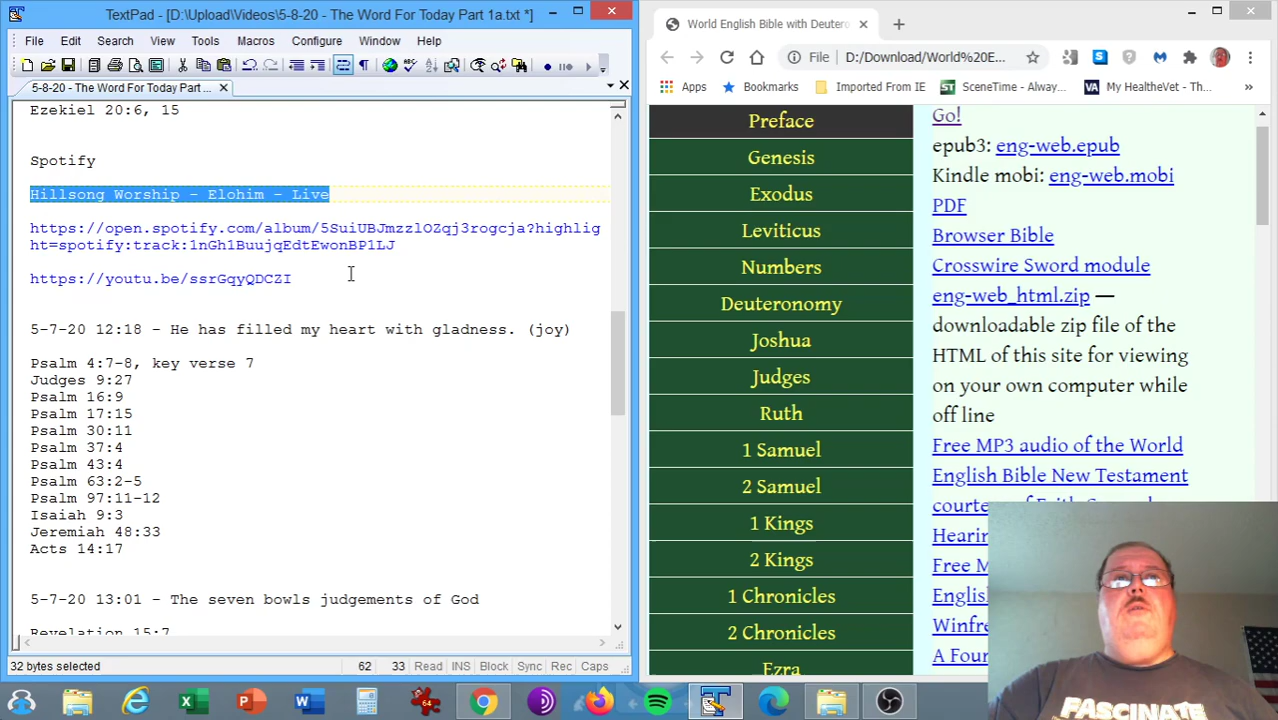 TextPad - [D:\Upload\Videos\5-8-20 - The Word For Today Part 1a.txt *]
File Edit Search View Tools Macros Configure Window Help
5-8-20 - The Word For Today Part ...
Ezekiel 20:6, 15
Spotify
Hillsong Worship - Elohim - Live
https://open.spotify.com/album/5SuiUBJmzzlOZqj3rogcja?highlig
ht=spotify:track:1nGh1BuujqEdtEwonBP1LJ
https://youtu.be/ssrGqyQDCZI
5-7-20 12:18 - He has filled my heart with gladness. (joy)
Psalm 4:7-8, key verse 7
Judges 9:27
Psalm 16:9
Psalm 17:15
Psalm 30:11
Psalm 37:4
Psalm 43:4
Psalm 63:2-5
Psalm 97:11-12
Isaiah 9:3
Jeremiah 48:33
Acts 14:17
5-7-20 13:01 - The seven bowls judgements of God
Revelation 15:7
32 bytes selected 62 33 Read INS Block Sync Rec Caps
World English Bible with Deutero
File D:/Download/World%20E...
Apps Bookmarks Imported From IE SceneTime - Alway... VA My HealtheVet - Th... »
Preface
Genesis
Exodus
Leviticus
Numbers
Deuteronomy
Joshua
Judges
Ruth
1 Samuel
2 Samuel
1 Kings
2 Kings
1 Chronicles
2 Chronicles
Ezra
Go!
epub3: eng-web.epub
Kindle mobi: eng-web.mobi
PDF
Browser Bible
Crosswire Sword module
eng-web_html.zip —
downloadable zip file of the
HTML of this site for viewing
on your own computer while
off line
Free MP3 audio of the World
English Bible New Testament
Free M
English
Winfre
A Four
FASCINATE
64